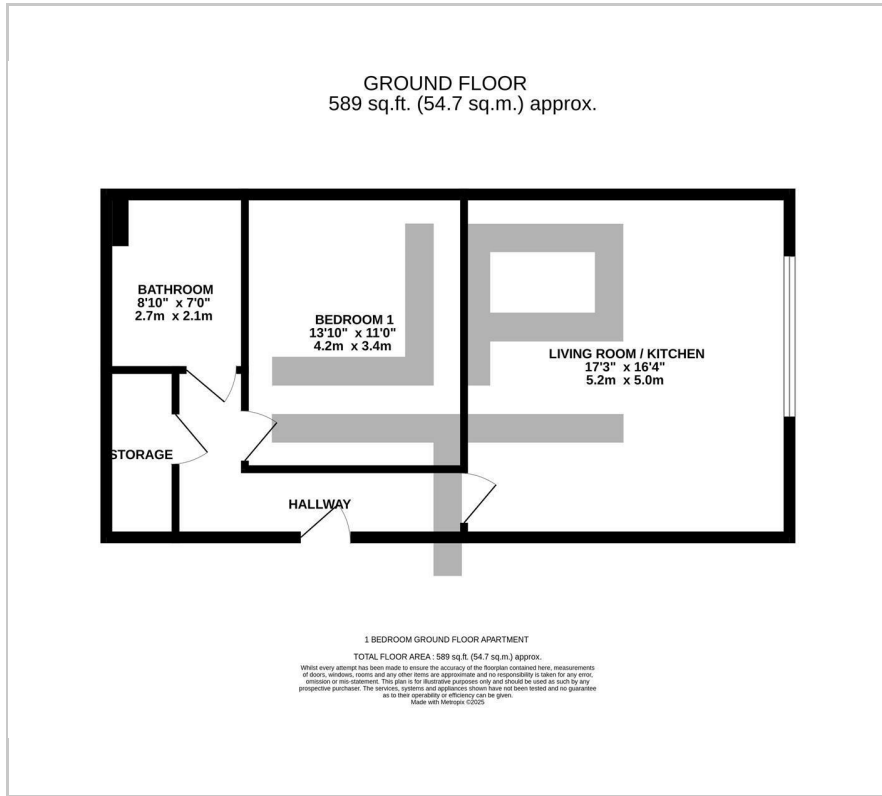 GROUND FLOOR
589 sq.ft. (54.7 sq.m.) approx.
BATHROOM
8'10" x 7'0"
2.7m x 2.1m
BEDROOM 1
13'10" x 11'0"
4.2m x 3.4m
LIVING ROOM / KITCHEN
17'3" x 16'4"
5.2m x 5.0m
STORAGE
HALLWAY
1 BEDROOM GROUND FLOOR APARTMENT
TOTAL FLOOR AREA : 589 sq.ft. (54.7 sq.m.) approx.
Whilst every attempt has been made to ensure the accuracy of the floorplan contained here, measurements
of doors, windows, rooms and any other items are approximate and no responsibility is taken for any error,
omission or mis-statement. This plan is for illustrative purposes only and should be used as such by any
prospective purchaser. The services, systems and appliances shown have not been tested and no guarantee
as to their operability or efficiency can be given.
Made with Metropix ©2025